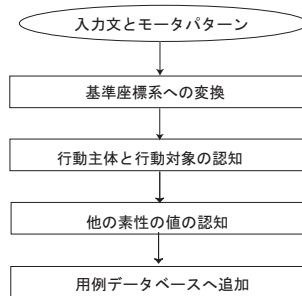 入力文とモータパターン
基準座標系への変換
行動主体と行動対象の認知
他の素性の値の認知
用例データベースへ追加